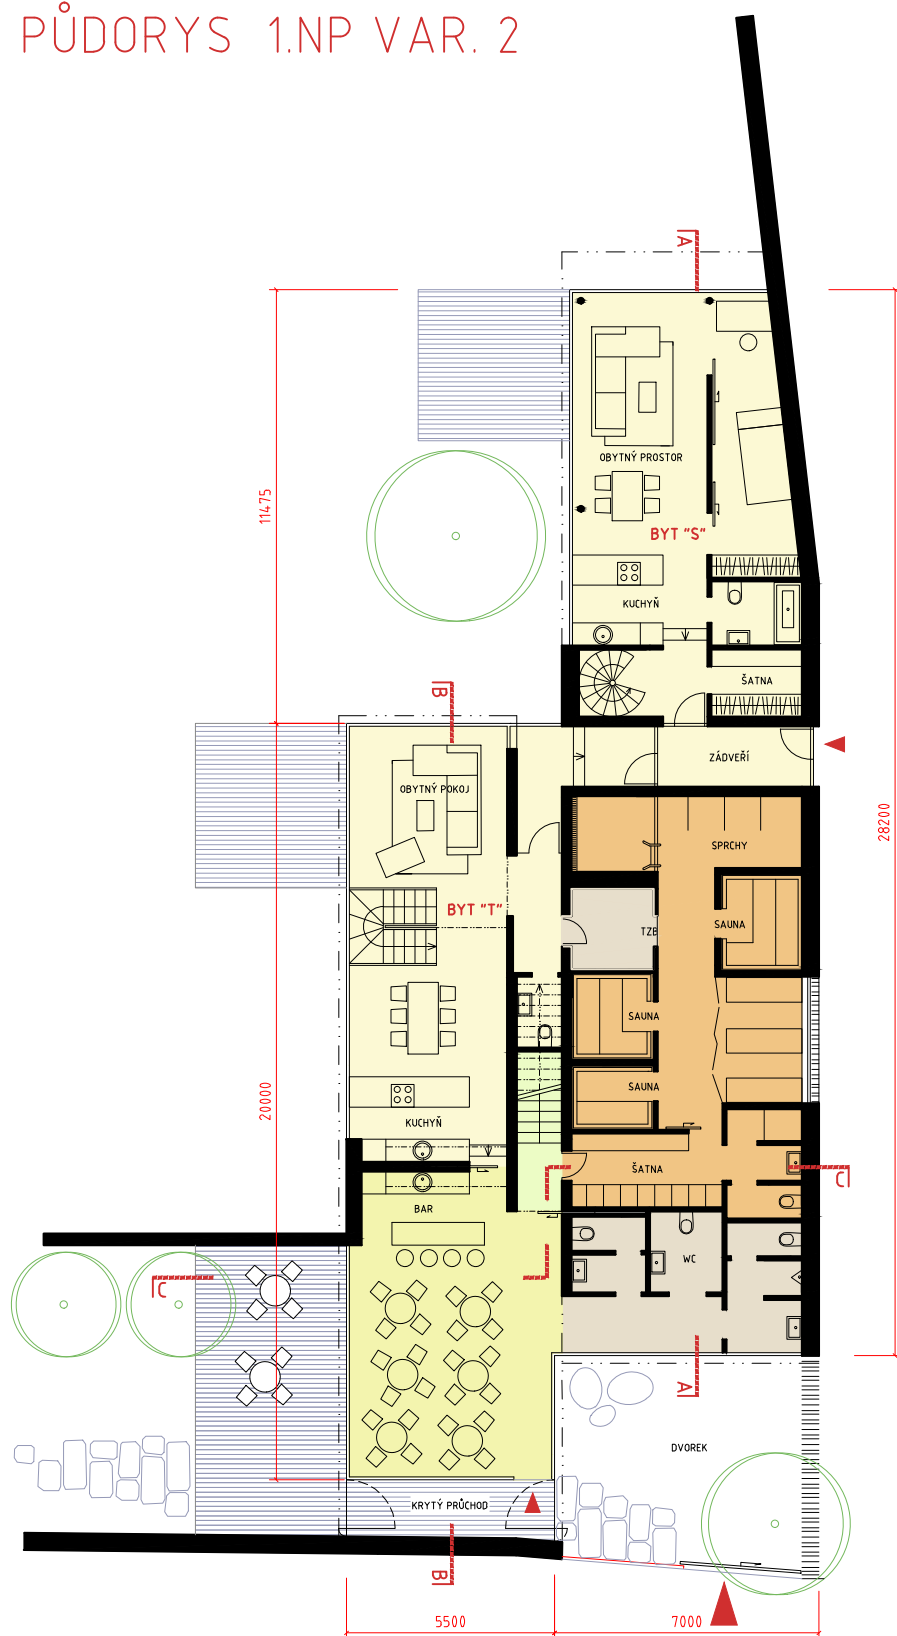 PŮDORYS 1.NP VAR. 2
A
11475
OBYTNÝ PROSTOR
BYT "S"
KUCHYŇ
ŠATNA
B
ZÁDVEŘÍ
OBYTNÝ POKOJ
28200
SPRCHY
BYT "T"
SAUNA
TZB
SAUNA
SAUNA
20000
KUCHYŇ
ŠATNA
C
BAR
WC
C
A
DVOREK
KRYTÝ PRŮCHOD
B
5500
7000